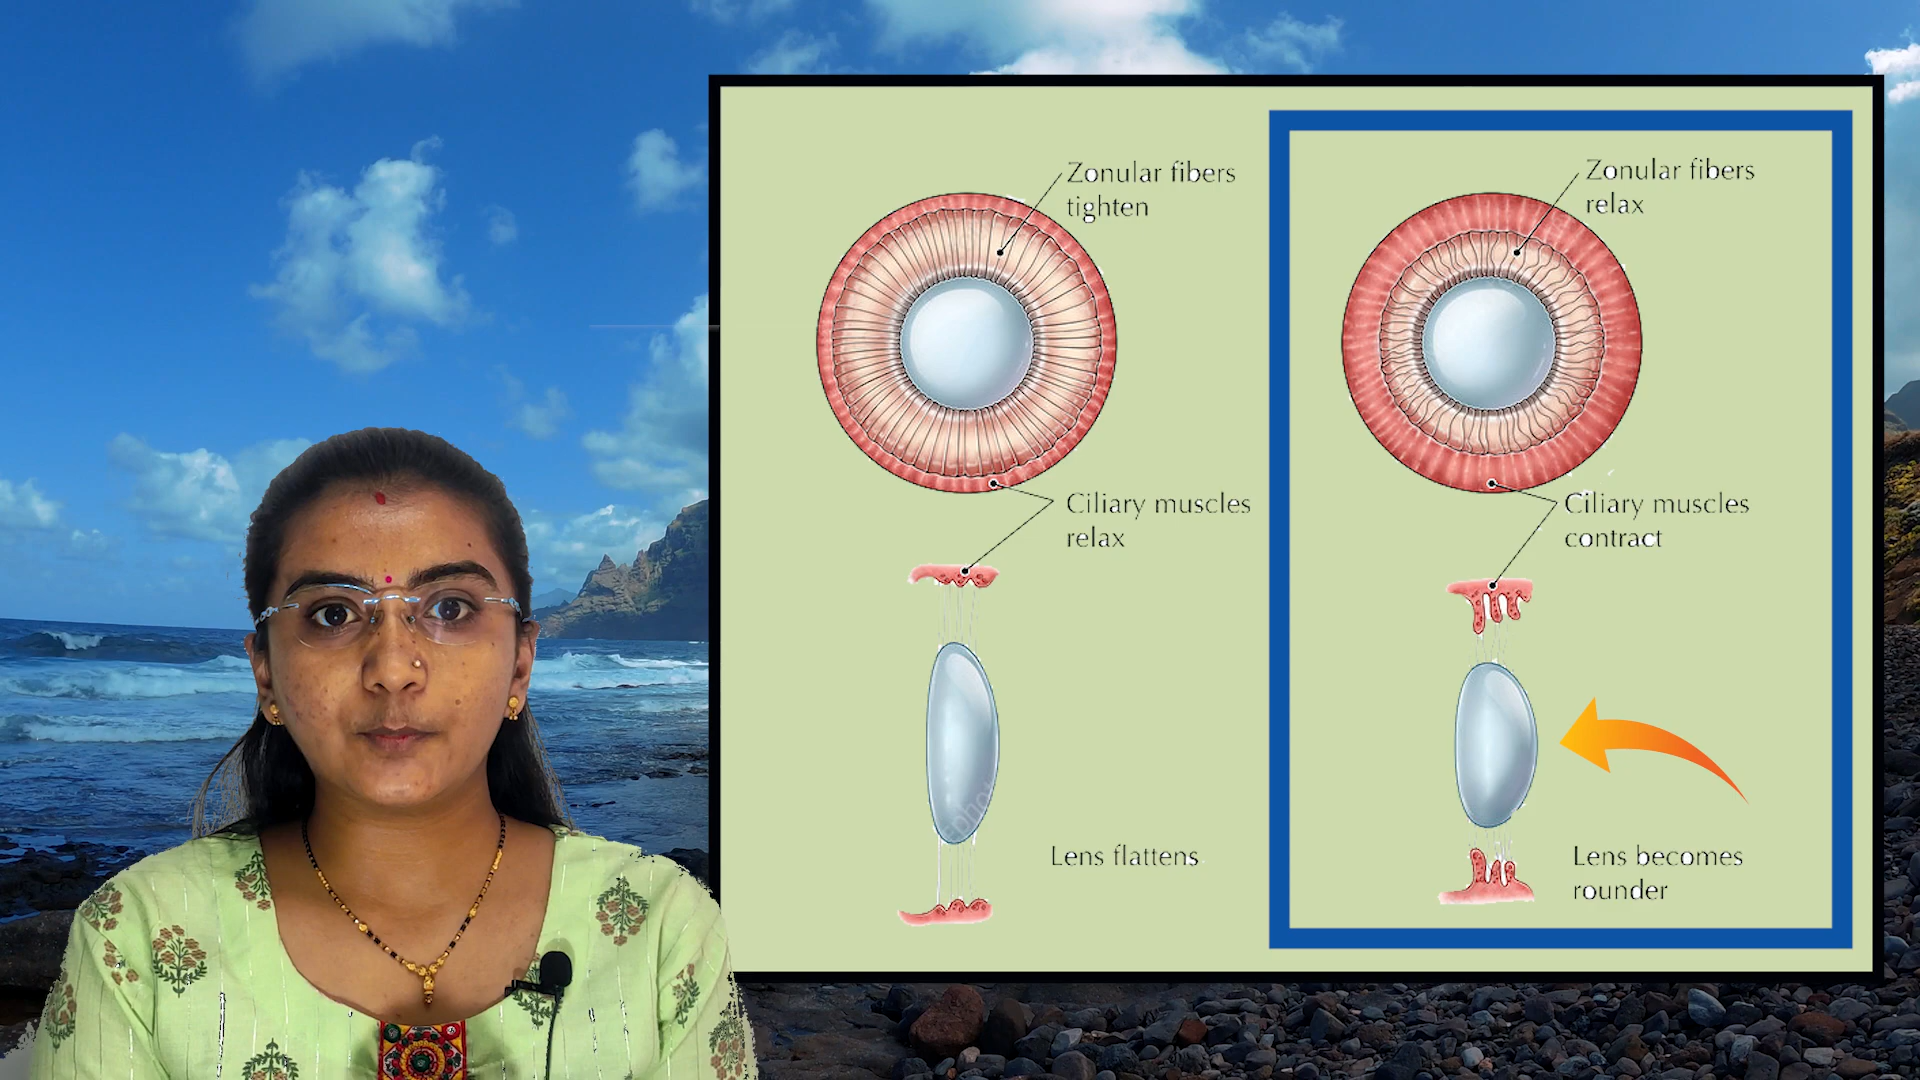 Zonular fibers
tighten
Ciliary muscles
relax
Lens flattens
Zonular fibers
relax
Ciliary muscles
contract
Lens becomes
rounder